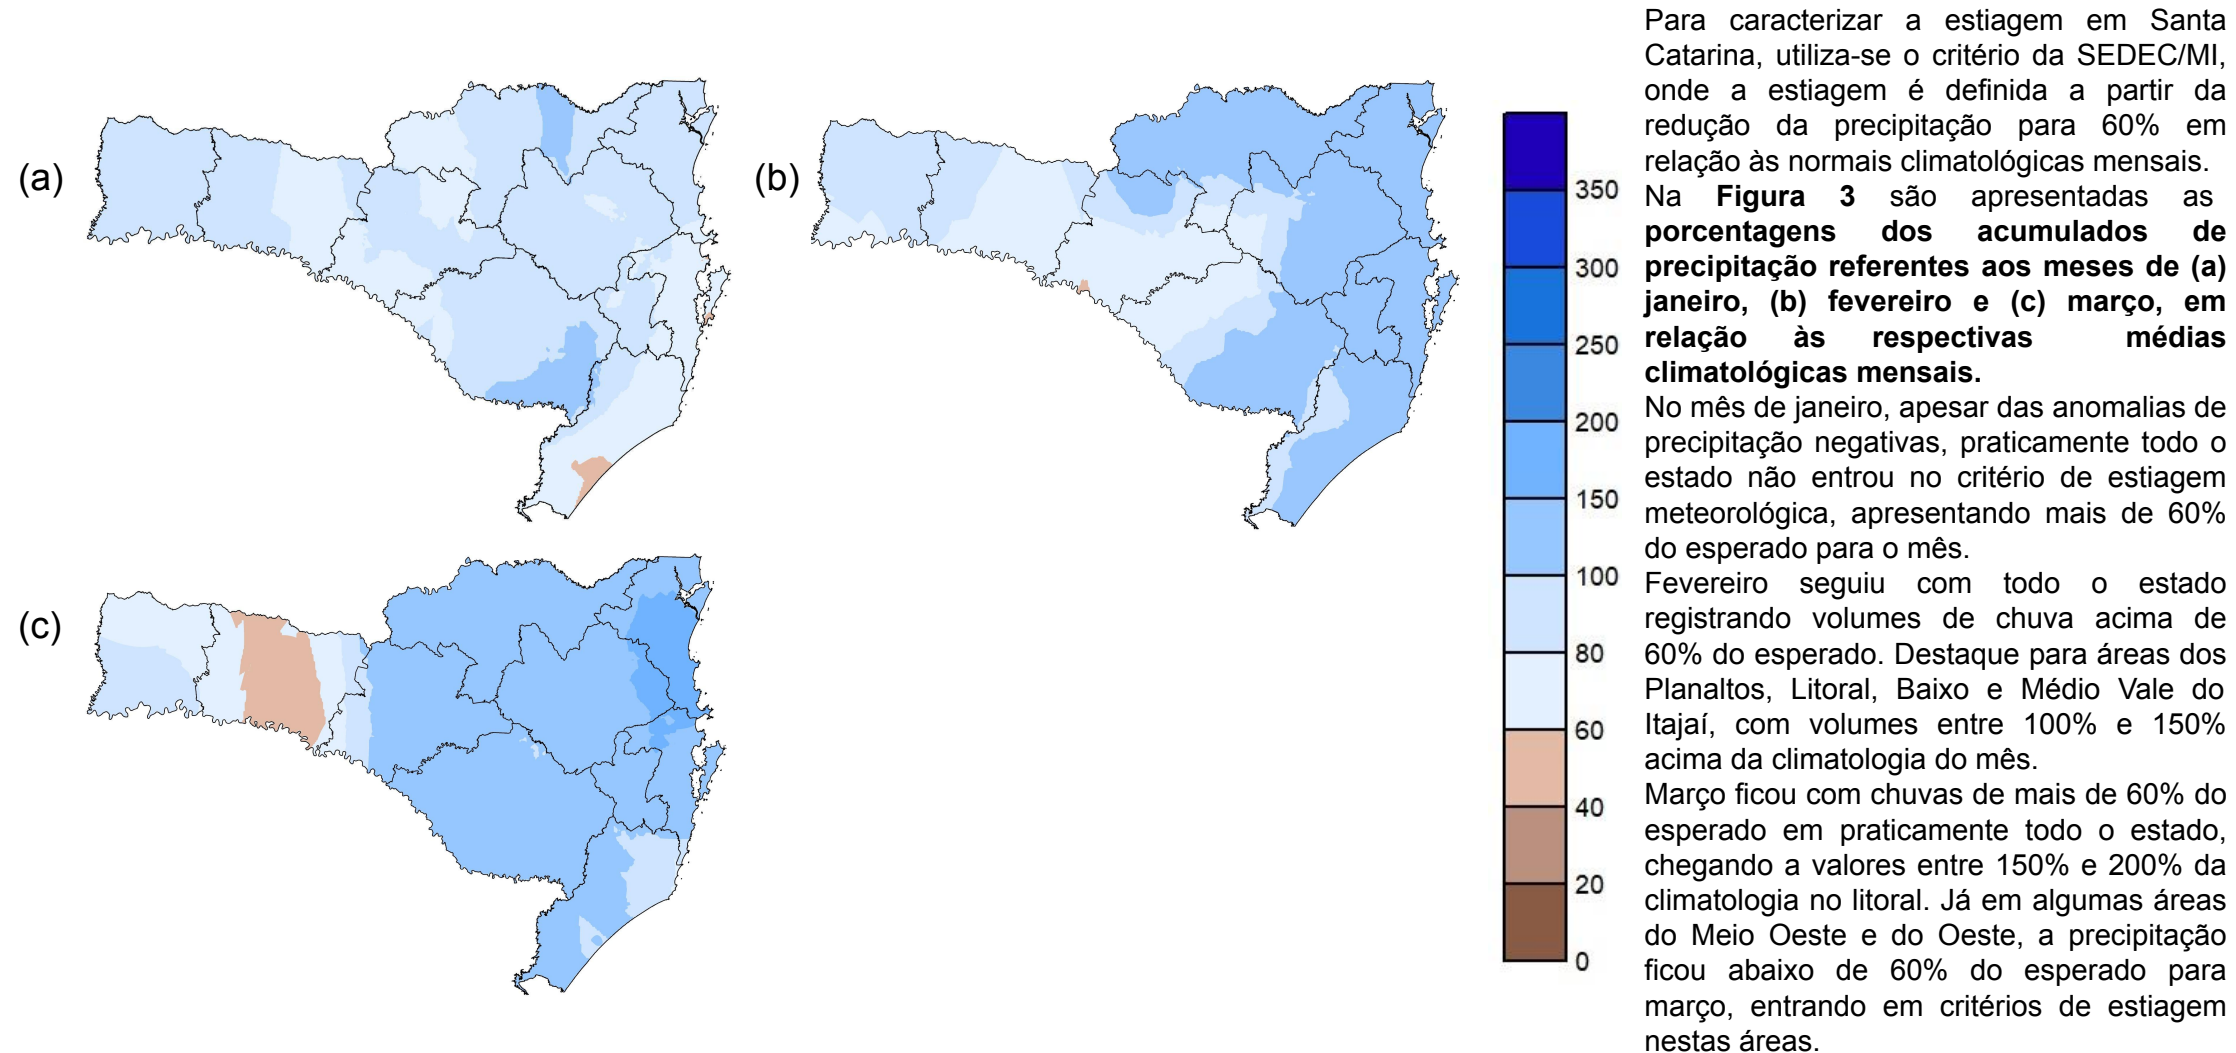 (a)
(b)
(c)
350
300
250
200
150
100
80
60
40
20
0
Para caracterizar a estiagem em Santa
Catarina, utiliza-se o critério da SEDEC/MI,
onde a estiagem é definida a partir da
redução da precipitação para 60% em
relação às normais climatológicas mensais.
Na Figura 3 são apresentadas as
porcentagens dos acumulados de
precipitação referentes aos meses de (a)
janeiro, (b) fevereiro e (c) março, em
relação às respectivas médias
climatológicas mensais.
No mês de janeiro, apesar das anomalias de
precipitação negativas, praticamente todo o
estado não entrou no critério de estiagem
meteorológica, apresentando mais de 60%
do esperado para o mês.
Fevereiro seguiu com todo o estado
registrando volumes de chuva acima de
60% do esperado. Destaque para áreas dos
Planaltos, Litoral, Baixo e Médio Vale do
Itajaí, com volumes entre 100% e 150%
acima da climatologia do mês.
Março ficou com chuvas de mais de 60% do
esperado em praticamente todo o estado,
chegando a valores entre 150% e 200% da
climatologia no litoral. Já em algumas áreas
do Meio Oeste e do Oeste, a precipitação
ficou abaixo de 60% do esperado para
março, entrando em critérios de estiagem
nestas áreas.